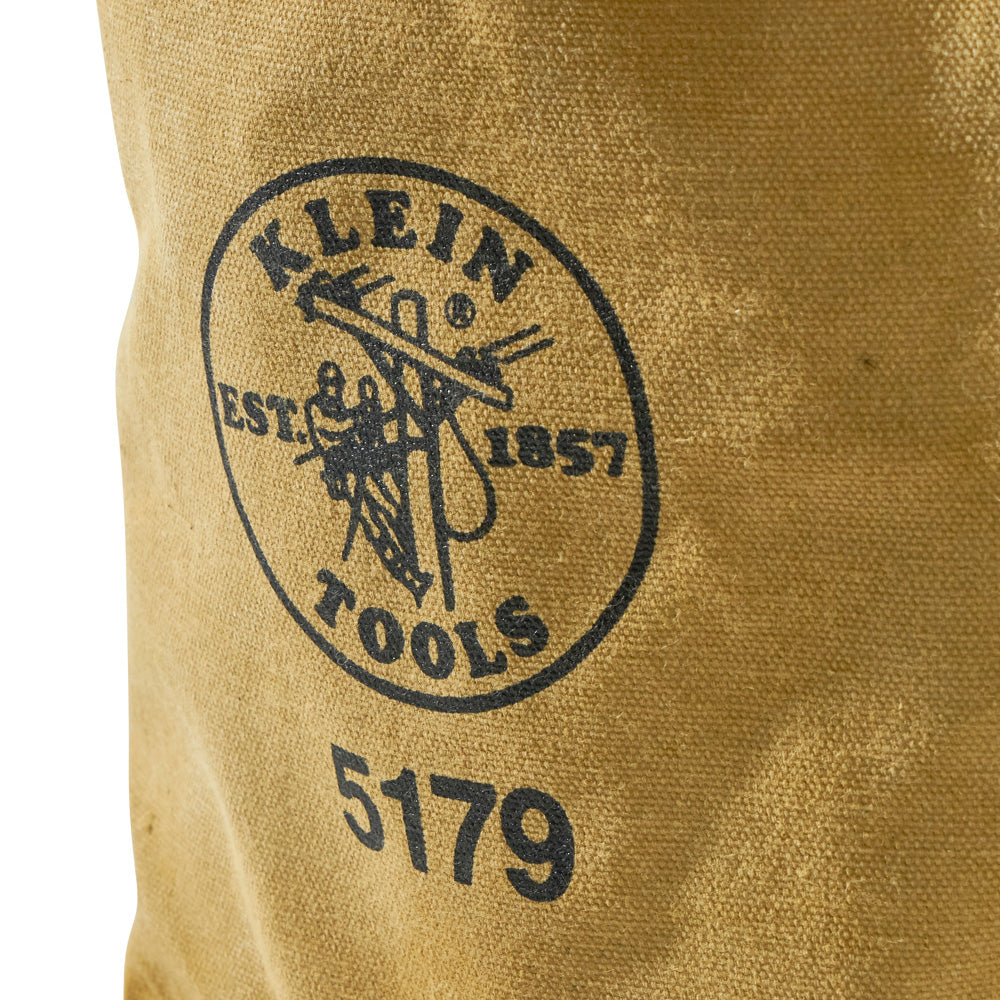 KLEIN
®
EST. 1857
TOOLS
5179